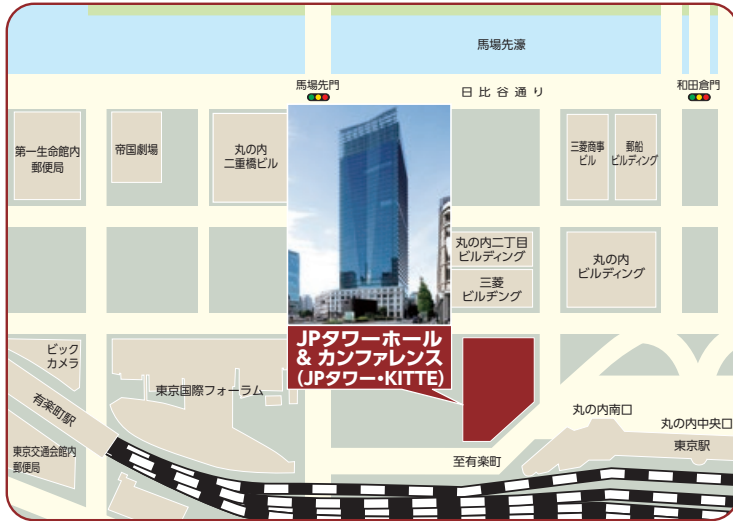 馬場先濠
馬場先門
日比谷通り
和田倉門
第一生命館内
郵便局
帝国劇場
丸の内
二重橋ビル
三菱商事
ビル
郵船
ビルディング
丸の内二丁目
ビルディング
三菱
ビルヂング
丸の内
ビルディング
JPタワーホール
& カンファレンス
(JPタワー・KITTE)
ビック
カメラ
有楽町駅
東京国際フォーラム
東京交通会館内
郵便局
丸の内南口
丸の内中央口
東京駅
至有楽町